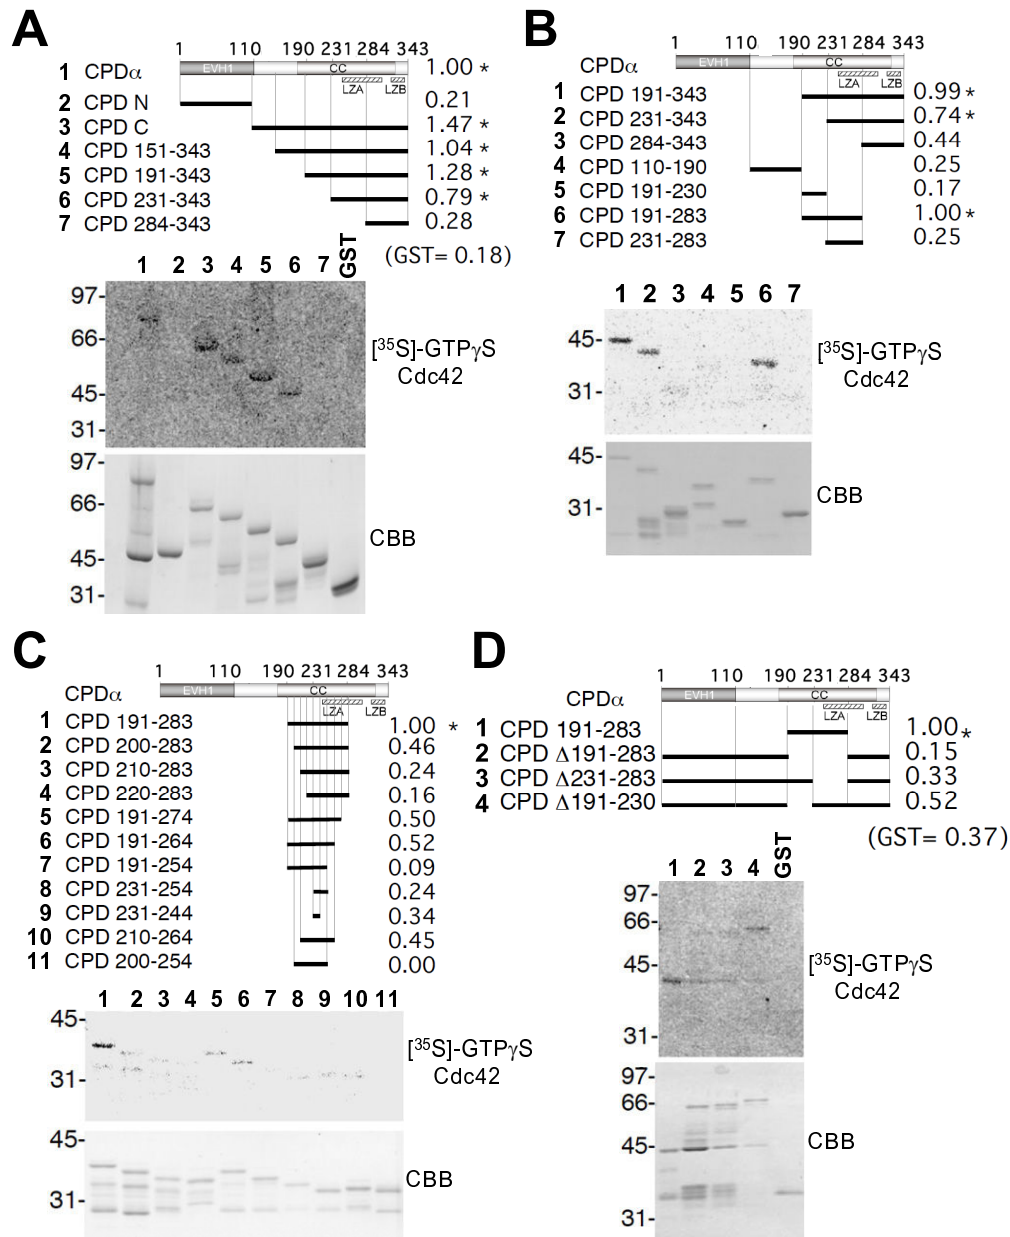 A
1 110 190 231 284 343
1 CPDα EVH1 CC 1.00 *
LZA LZB
2 CPD N 0.21
3 CPD C 1.47 *
4 CPD 151-343 1.04 *
5 CPD 191-343 1.28 *
6 CPD 231-343 0.79 *
7 CPD 284-343 0.28
(GST= 0.18)
1 2 3 4 5 6 7 GST
97-
66-
45-
31-
[35S]-GTPγS
Cdc42
97-
66-
45-
31-
CBB
B
1 110 190 231 284 343
CPDα EVH1 CC
LZA LZB
1 CPD 191-343 0.99 *
2 CPD 231-343 0.74 *
3 CPD 284-343 0.44
4 CPD 110-190 0.25
5 CPD 191-230 0.17
6 CPD 191-283 1.00 *
7 CPD 231-283 0.25
1 2 3 4 5 6 7
45-
31-
[35S]-GTPγS
Cdc42
45-
31-
CBB
C
1 110 190 231 284 343
CPDα EVH1 CC
LZA LZB
1 CPD 191-283 1.00 *
2 CPD 200-283 0.46
3 CPD 210-283 0.24
4 CPD 220-283 0.16
5 CPD 191-274 0.50
6 CPD 191-264 0.52
7 CPD 191-254 0.09
8 CPD 231-254 0.24
9 CPD 231-244 0.34
10 CPD 210-264 0.45
11 CPD 200-254 0.00
1 2 3 4 5 6 7 8 9 10 11
45-
31-
[35S]-GTPγS
Cdc42
45-
31-
CBB
D
1 110 190 231 284 343
CPDα EVH1 CC
LZA LZB
1 CPD 191-283 1.00 *
2 CPD Δ191-283 0.15
3 CPD Δ231-283 0.33
4 CPD Δ191-230 0.52
(GST= 0.37)
1 2 3 4 GST
97-
66-
45-
31-
[35S]-GTPγS
Cdc42
97-
66-
45-
31-
CBB